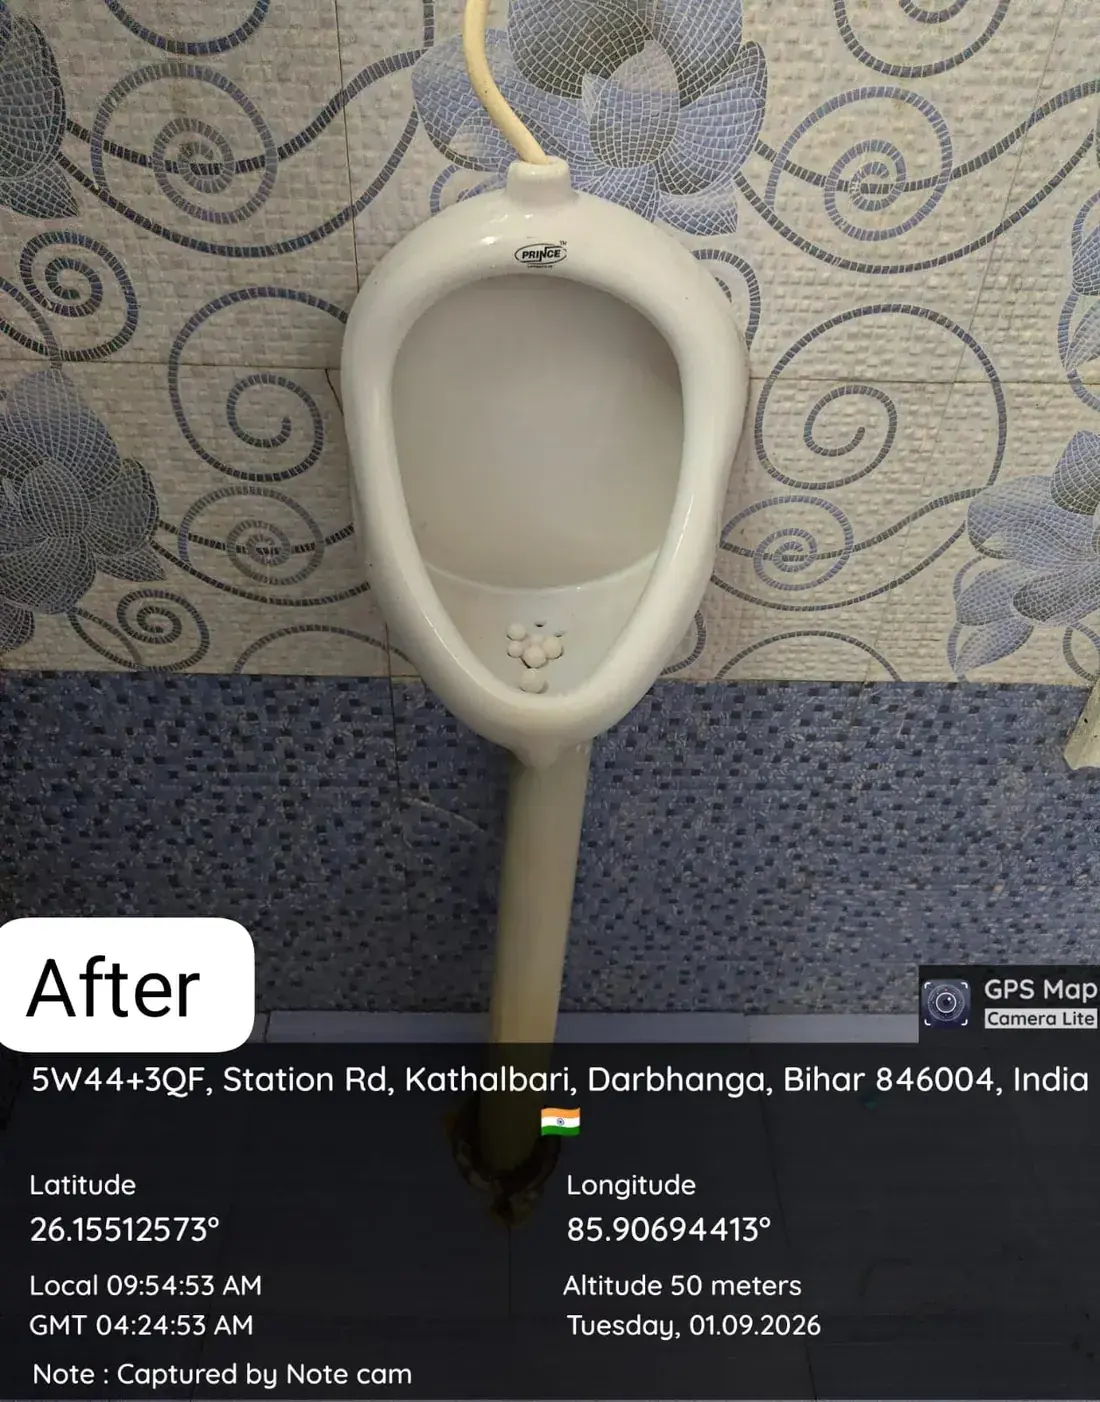 PRINCE
TM
After
GPS Map
Camera Lite
5W44+3QF, Station Rd, Kathalbari, Darbhanga, Bihar 846004, India
Latitude
26.15512573°
Longitude
85.90694413°
Local 09:54:53 AM
GMT 04:24:53 AM
Altitude 50 meters
Tuesday, 01.09.2026
Note : Captured by Note cam